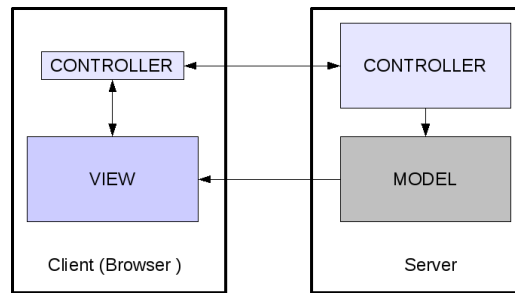 CONTROLLER
CONTROLLER
VIEW
MODEL
Client (Browser )
Server